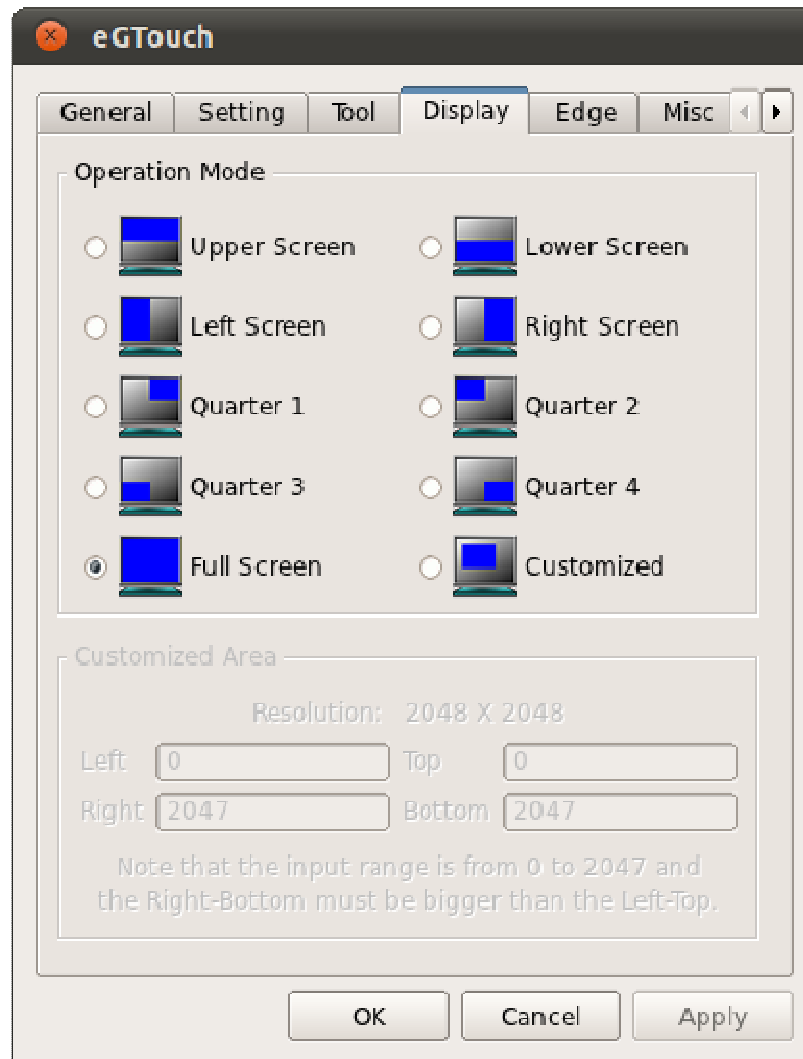 eGTouch
General Setting Tool Display Edge Misc
Operation Mode
Upper Screen Lower Screen
Left Screen Right Screen
Quarter 1 Quarter 2
Quarter 3 Quarter 4
Full Screen Customized
Customized Area
Resolution: 2048 X 2048
Left 0 Top 0
Right 2047 Bottom 2047
Note that the input range is from 0 to 2047 and
the Right-Bottom must be bigger than the Left-Top.
OK Cancel Apply